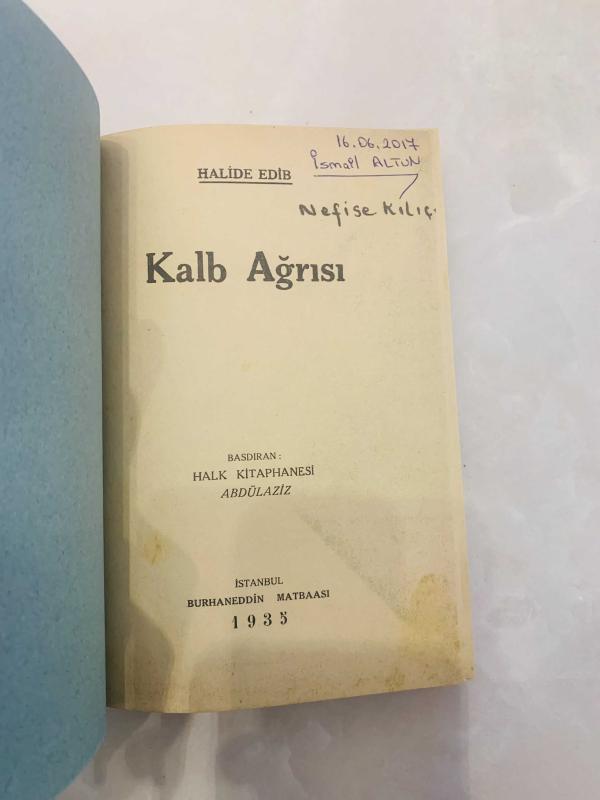 16.06.2017
İsmail ALTUN
HALİDE EDİB
Nefise Kılıç
Kalb Ağrısı
BASDIRAN :
HALK KİTAPHANESİ
ABDÜLAZİZ
İSTANBUL
BURHANEDDİN MATBAASI
1935